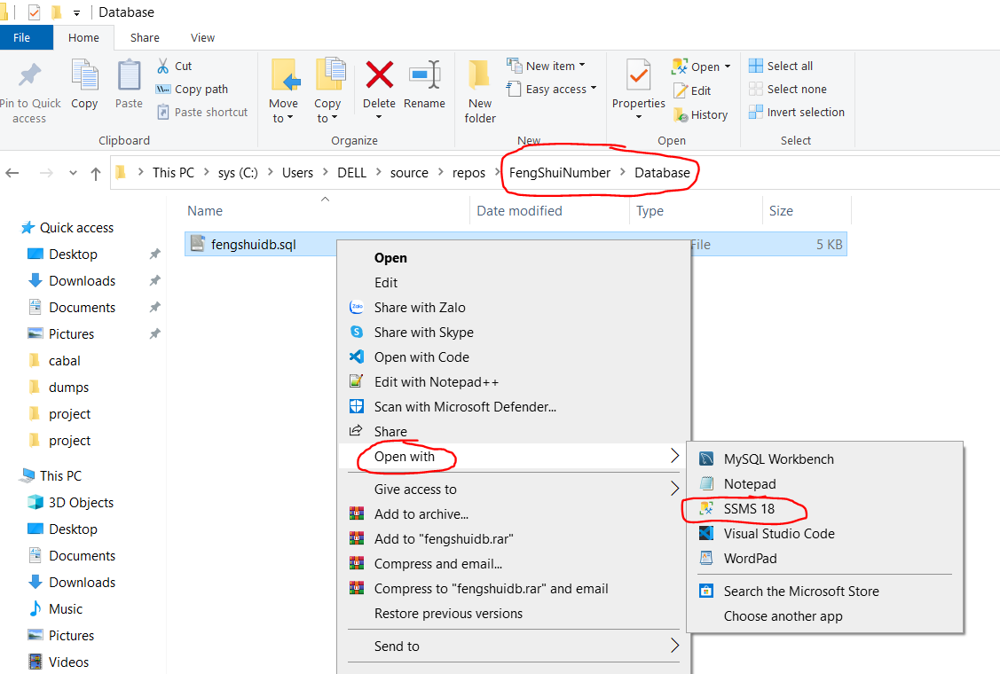 Database
File Home Share View
Pin to Quick access
Copy
Paste
Cut
Copy path
Paste shortcut
Clipboard
Move to
Copy to
Delete
Rename
Organize
New folder
New item
Easy access
New
Properties
Open
Edit
History
Open
Select all
Select none
Invert selection
Select
This PC sys (C:) Users DELL source repos FengShuiNumber Database
Name Date modified Type Size
fengshuidb.sql File 5 KB
Quick access
Desktop
Downloads
Documents
Pictures
cabal
dumps
project
project
This PC
3D Objects
Desktop
Documents
Downloads
Music
Pictures
Videos
Open
Edit
Zalo
Share with Zalo
Share with Skype
Open with Code
Edit with Notepad++
Scan with Microsoft Defender...
Share
Open with
Give access to
Add to archive...
Add to "fengshuidb.rar"
Compress and email...
Compress to "fengshuidb.rar" and email
Restore previous versions
Send to
MySQL Workbench
Notepad
SSMS 18
Visual Studio Code
WordPad
Search the Microsoft Store
Choose another app